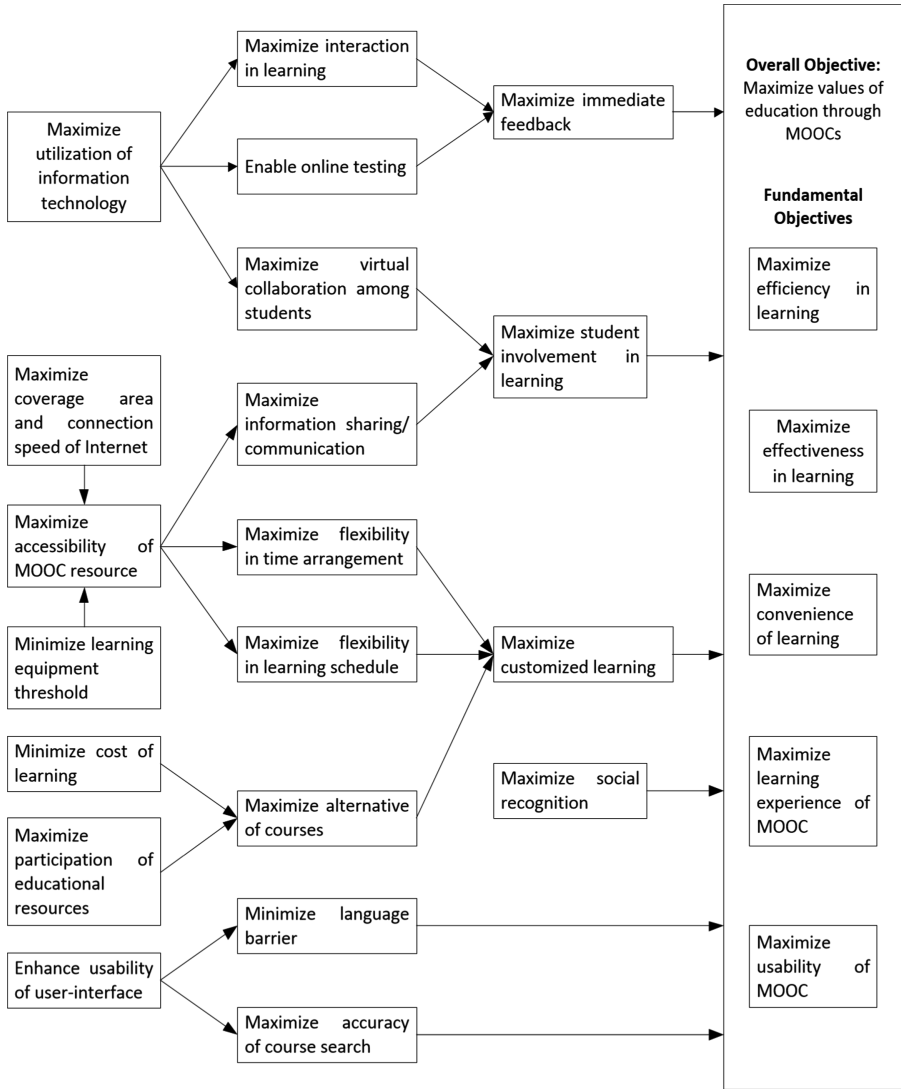 Maximize
utilization of
information
technology
Maximize
coverage area
and connection
speed of Internet
Maximize
accessibility of
MOOC resource
Minimize learning
equipment
threshold
Minimize cost of
learning
Maximize
participation of
educational
resources
Enhance usability
of user-interface
Maximize interaction
in learning
Enable online testing
Maximize virtual
collaboration among
students
Maximize
information sharing/
communication
Maximize flexibility
in time arrangement
Maximize flexibility
in learning schedule
Maximize alternative
of courses
Minimize language
barrier
Maximize accuracy
of course search
Maximize immediate
feedback
Maximize student
involvement in
learning
Maximize
customized learning
Maximize social
recognition
Overall Objective:
Maximize values of
education through
MOOCs
Fundamental
Objectives
Maximize
efficiency in
learning
Maximize
effectiveness
in learning
Maximize
convenience
of learning
Maximize
learning
experience of
MOOC
Maximize
usability of
MOOC